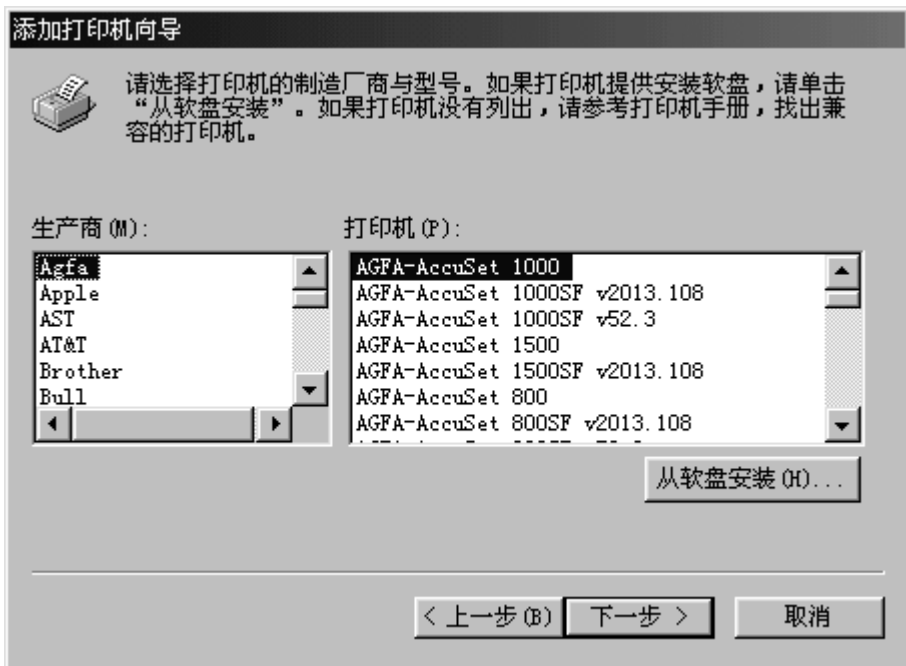 添加打印机向导
请选择打印机的制造厂商与型号。如果打印机提供安装软盘，请单击
“从软盘安装”。如果打印机没有列出，请参考打印机手册，找出兼
容的打印机。
生产商(M):
Agfa
Apple
AST
AT&T
Brother
Bull
打印机(P):
AGFA-AccuSet 1000
AGFA-AccuSet 1000SF v2013.108
AGFA-AccuSet 1000SF v52.3
AGFA-AccuSet 1500
AGFA-AccuSet 1500SF v2013.108
AGFA-AccuSet 800
AGFA-AccuSet 800SF v2013.108
从软盘安装(H)...
< 上一步(B)
下一步 >
取消